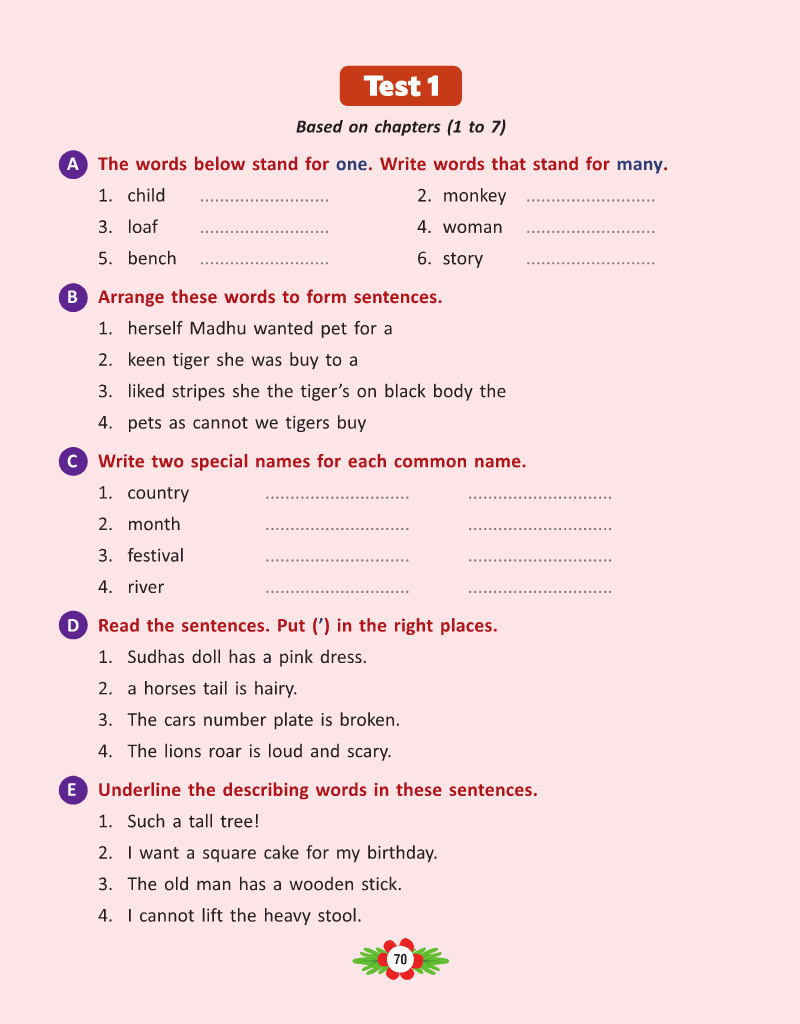 Test 1
Based on chapters (1 to 7)
A The words below stand for one. Write words that stand for many.
1. child .......................... 2. monkey ..........................
3. loaf .......................... 4. woman ..........................
5. bench .......................... 6. story ..........................
B Arrange these words to form sentences.
1. herself Madhu wanted pet for a
2. keen tiger she was buy to a
3. liked stripes she the tiger’s on black body the
4. pets as cannot we tigers buy
C Write two special names for each common name.
1. country ............................. .............................
2. month ............................. .............................
3. festival ............................. .............................
4. river ............................. .............................
D Read the sentences. Put (’) in the right places.
1. Sudhas doll has a pink dress.
2. a horses tail is hairy.
3. The cars number plate is broken.
4. The lions roar is loud and scary.
E Underline the describing words in these sentences.
1. Such a tall tree!
2. I want a square cake for my birthday.
3. The old man has a wooden stick.
4. I cannot lift the heavy stool.
70